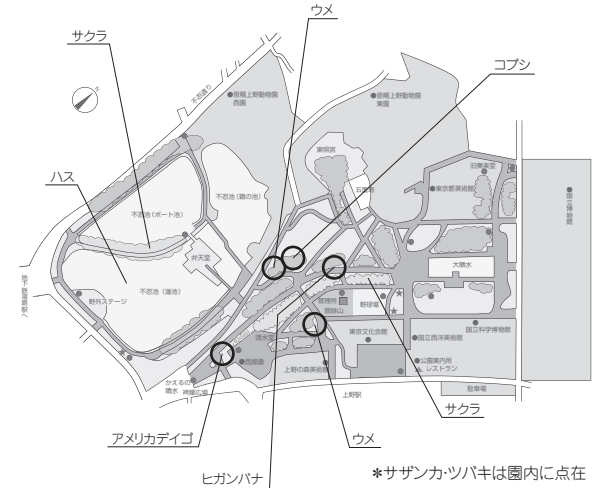 ウメ
サクラ
コブシ
不忍通り
●恩賜上野動物園
西園
●恩賜上野動物園
東園
N
東照宮
旧奏楽堂
ハス
五重塔
●東京都美術館
●国立博物館
不忍池(ボート池)
不忍池(鵜の池)
弁天堂
大噴水
地下鉄湯島駅へ
野外ステージ
不忍池(蓮池)
管理所
摺鉢山
野球場
清水堂
東京文化会館
国立科学博物館
●国立西洋美術館
●西郷像
上野の森美術館
●公園案内所
▲ レストラン
かえるの
噴水
袴腰広場
上野駅
駐車場
サクラ
アメリカデイゴ
ウメ
ヒガンバナ
*サザンカ・ツバキは園内に点在